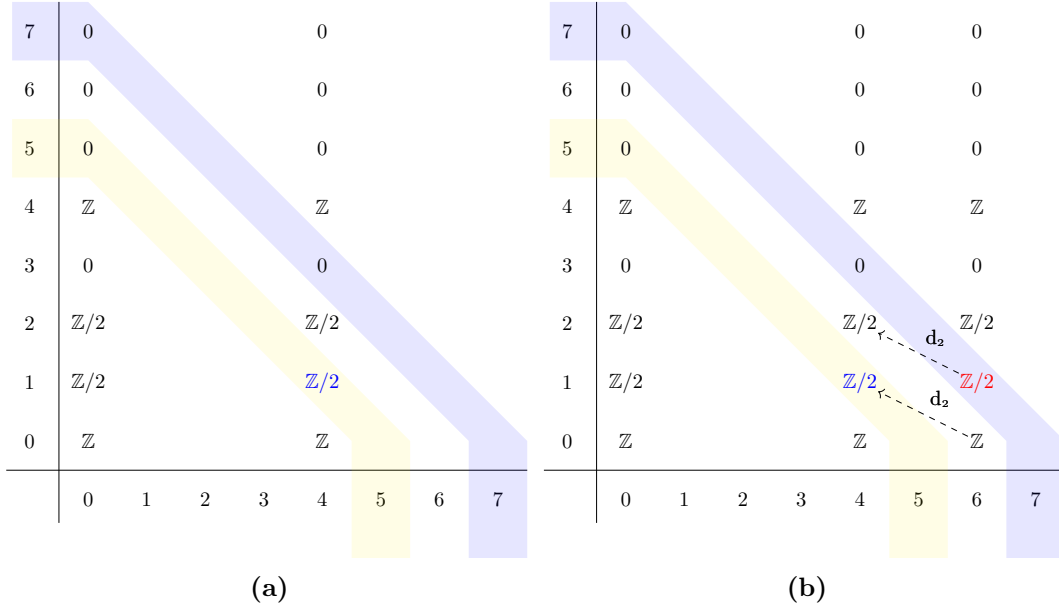 7 0 0 7 0 0 0
6 0 0 6 0 0 0
5 0 0 5 0 0 0
4 ℤ ℤ 4 ℤ ℤ ℤ
3 0 0 3 0 0 0
2 ℤ/2 ℤ/2 2 ℤ/2 ℤ/2 ℤ/2
d₂
1 ℤ/2 ℤ/2 1 ℤ/2 ℤ/2 ℤ/2
d₂
0 ℤ ℤ 0 ℤ ℤ ℤ
0 1 2 3 4 5 6 7 0 1 2 3 4 5 6 7
(a) (b)